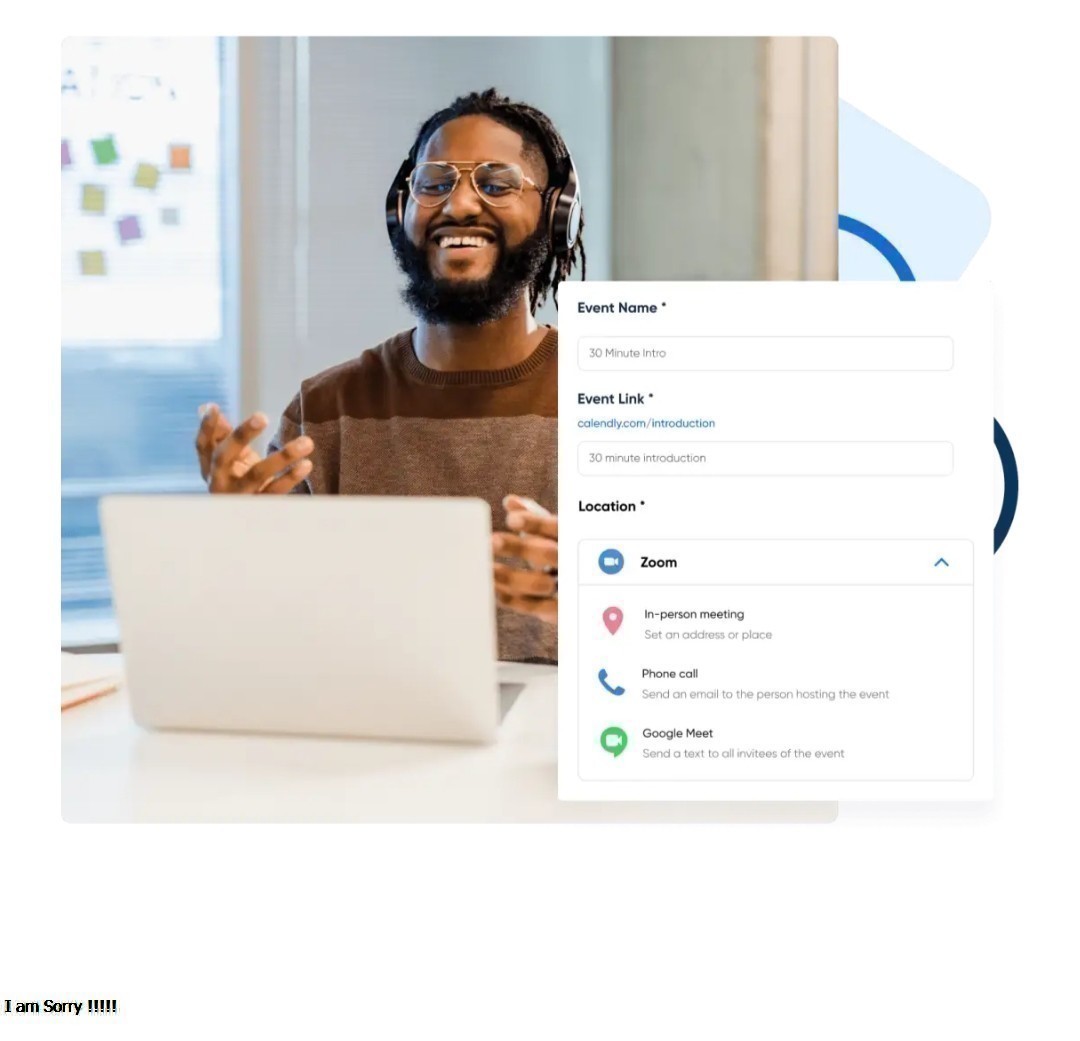 Event Name *
30 Minute Intro
Event Link *
calendly.com/introduction
30 minute introduction
Location *
Zoom
In-person meeting
Set an address or place
Phone call
Send an email to the person hosting the event
Google Meet
Send a text to all invitees of the event
I am Sorry !!!!!